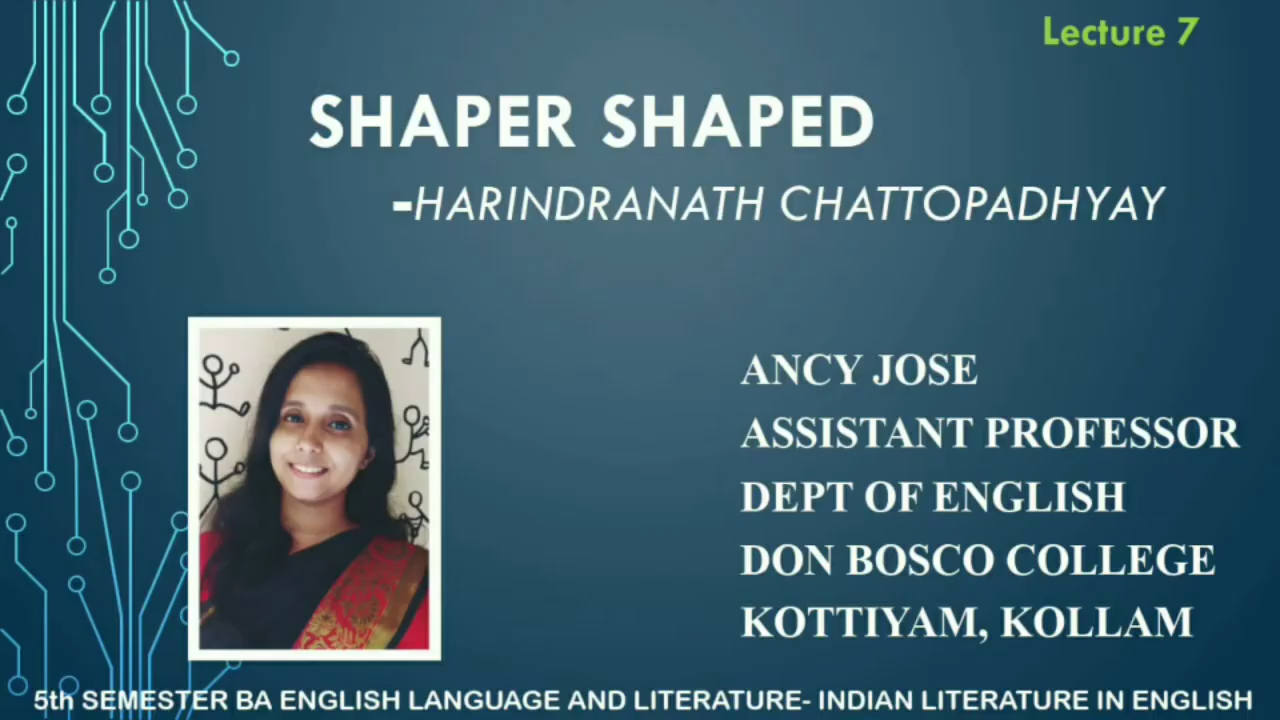 Lecture 7
SHAPER SHAPED
-HARINDRANATH CHATTOPADHYAY
ANCY JOSE
ASSISTANT PROFESSOR
DEPT OF ENGLISH
DON BOSCO COLLEGE
KOTTIYAM, KOLLAM
5th SEMESTER BA ENGLISH LANGUAGE AND LITERATURE- INDIAN LITERATURE IN ENGLISH